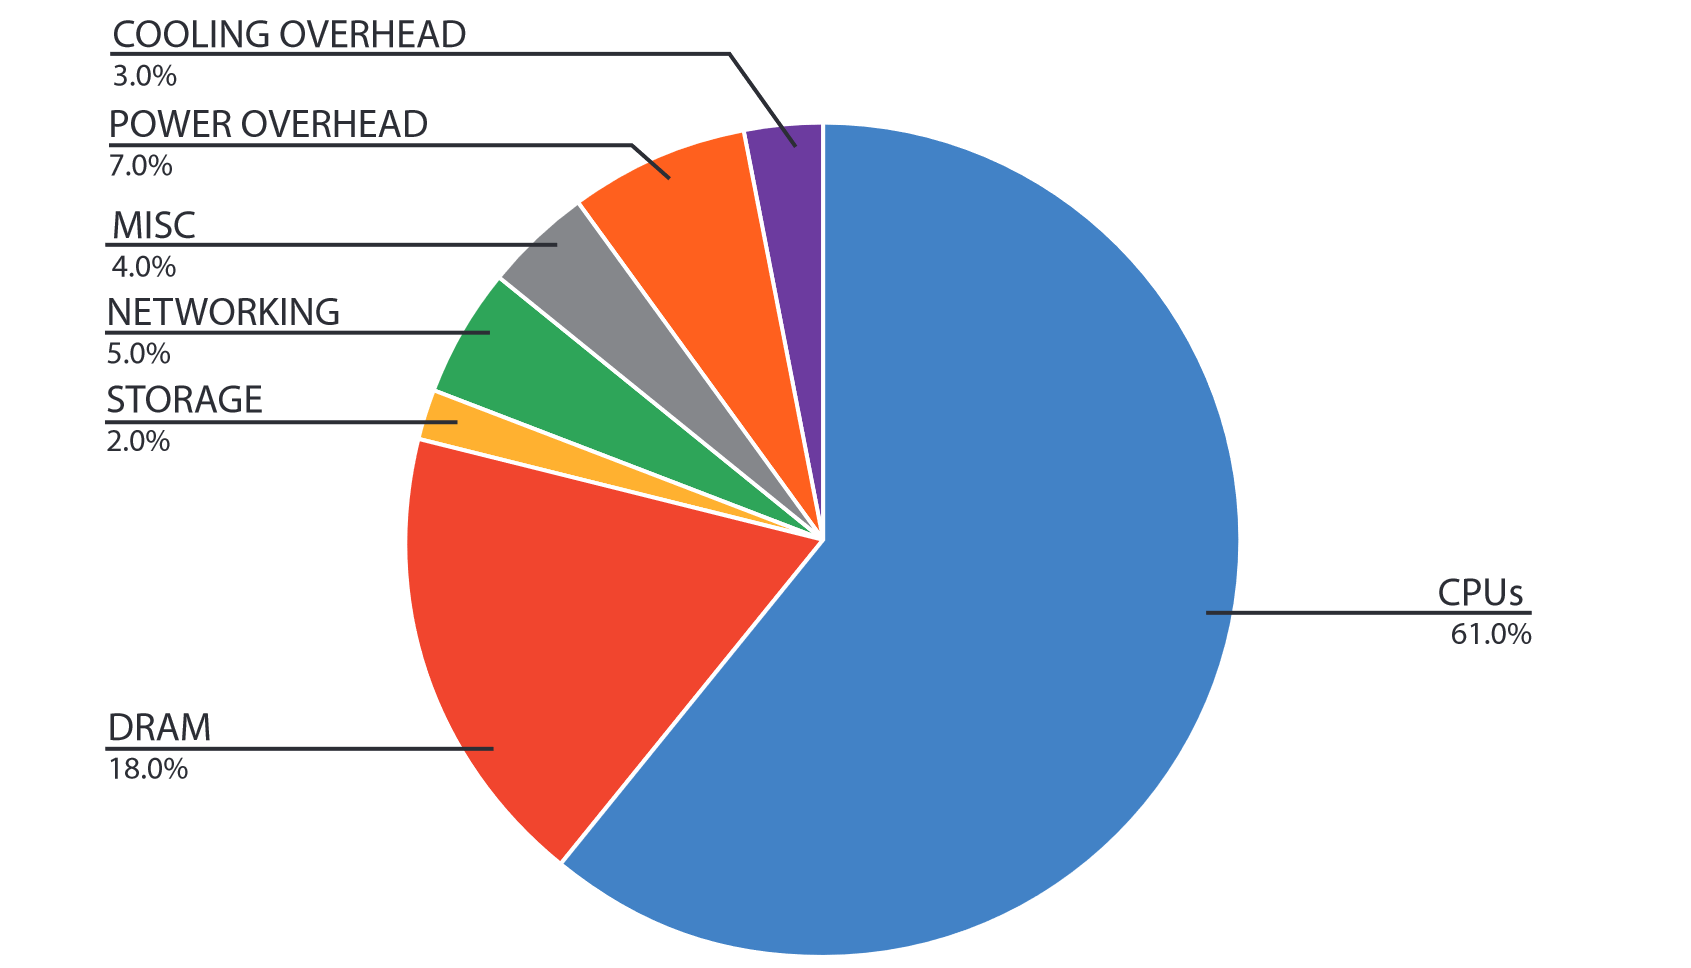 COOLING OVERHEAD
3.0%
POWER OVERHEAD
7.0%
MISC
4.0%
NETWORKING
5.0%
STORAGE
2.0%
CPUs
61.0%
DRAM
18.0%